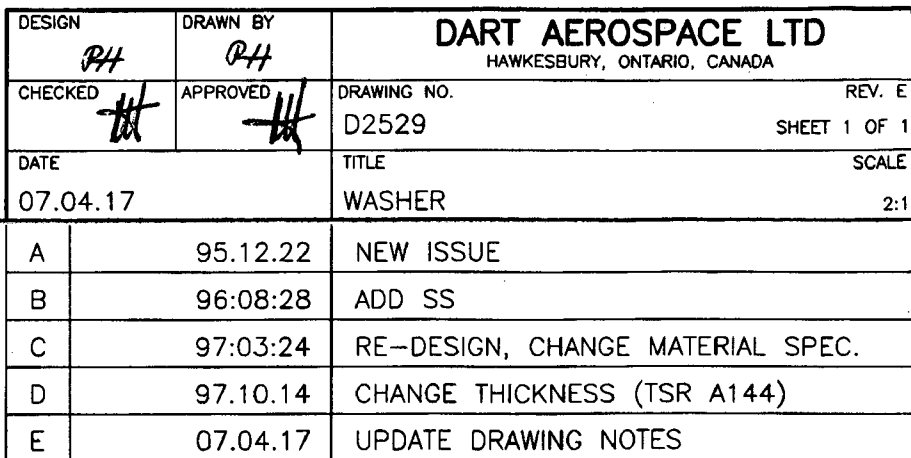 DESIGN
RH
DRAWN BY
RH
DART AEROSPACE LTD
HAWKESBURY, ONTARIO, CANADA
CHECKED
APPROVED
DRAWING NO.
REV. E
D2529
SHEET 1 OF 1
DATE
TITLE
SCALE
07.04.17
WASHER
2:1
A 95.12.22 NEW ISSUE
B 96:08:28 ADD SS
C 97:03:24 RE-DESIGN, CHANGE MATERIAL SPEC.
D 97.10.14 CHANGE THICKNESS (TSR A144)
E 07.04.17 UPDATE DRAWING NOTES